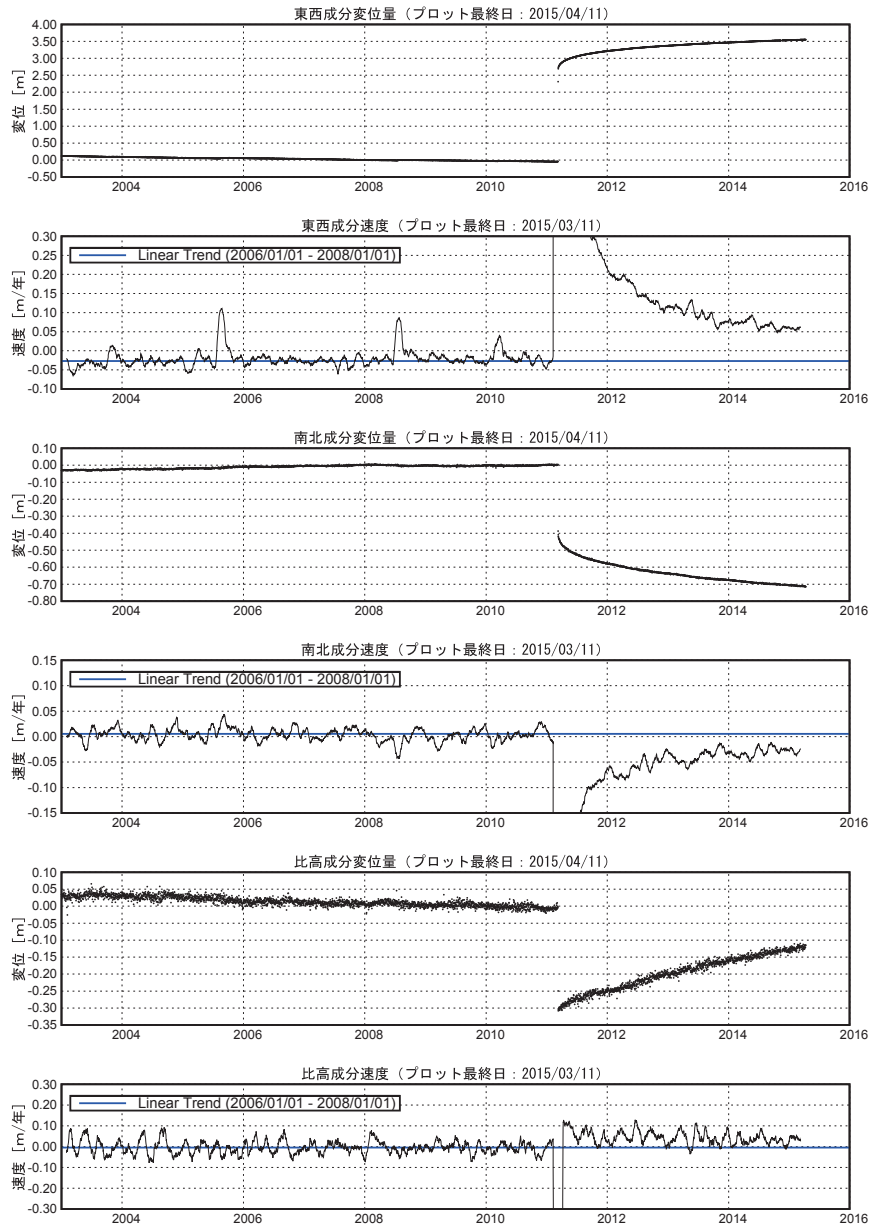 東西成分変位量（プロット最終日：2015/04/11）
変位 [m]
4.00
3.50
3.00
2.50
2.00
1.50
1.00
0.50
0.00
-0.50
2004 2006 2008 2010 2012 2014 2016
東西成分速度（プロット最終日：2015/03/11）
速度 [m/年]
0.30
0.25
0.20
0.15
0.10
0.05
0.00
-0.05
-0.10
Linear Trend (2006/01/01 - 2008/01/01)
2004 2006 2008 2010 2012 2014 2016
南北成分変位量（プロット最終日：2015/04/11）
変位 [m]
0.10
0.00
-0.10
-0.20
-0.30
-0.40
-0.50
-0.60
-0.70
-0.80
2004 2006 2008 2010 2012 2014 2016
南北成分速度（プロット最終日：2015/03/11）
速度 [m/年]
0.15
0.10
0.05
0.00
-0.05
-0.10
-0.15
Linear Trend (2006/01/01 - 2008/01/01)
2004 2006 2008 2010 2012 2014 2016
比高成分変位量（プロット最終日：2015/04/11）
変位 [m]
0.10
0.05
0.00
-0.05
-0.10
-0.15
-0.20
-0.25
-0.30
-0.35
2004 2006 2008 2010 2012 2014 2016
比高成分速度（プロット最終日：2015/03/11）
速度 [m/年]
0.30
0.20
0.10
0.00
-0.10
-0.20
-0.30
Linear Trend (2006/01/01 - 2008/01/01)
2004 2006 2008 2010 2012 2014 2016